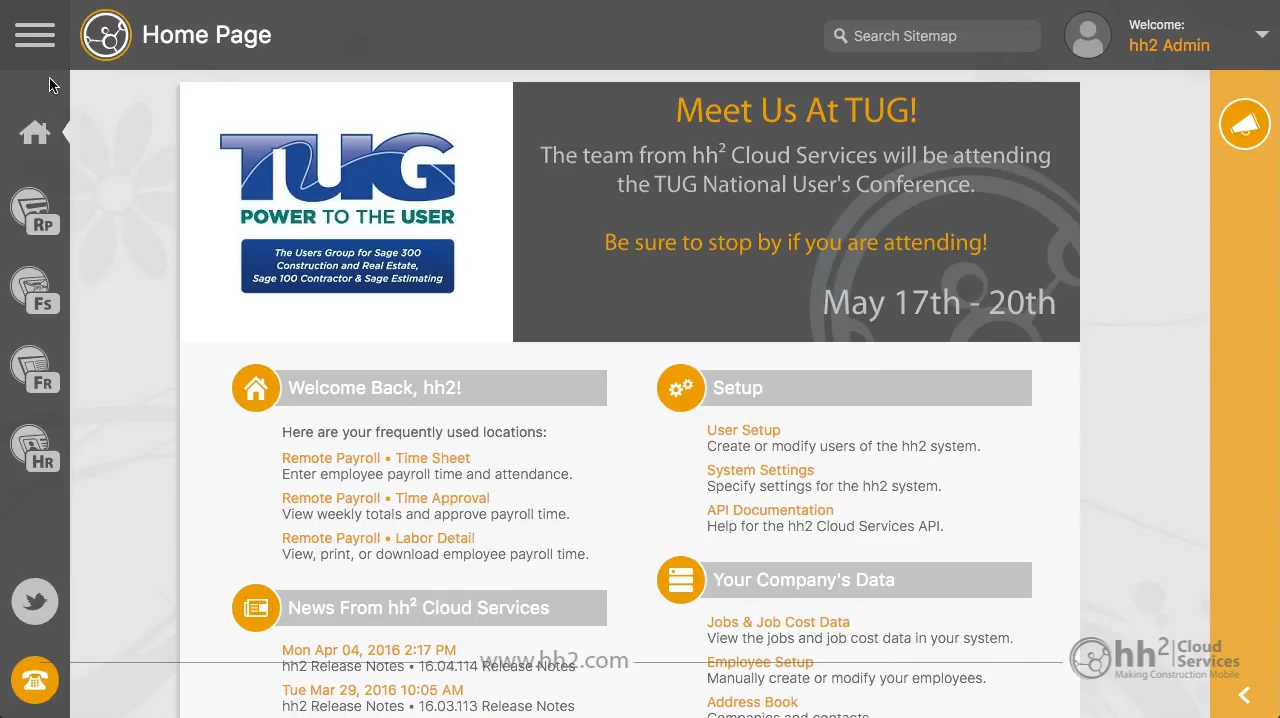 Home Page
Search Sitemap
Welcome:
hh2 Admin
TUG
POWER TO THE USER
The Users Group for Sage 300
Construction and Real Estate,
Sage 100 Contractor & Sage Estimating
Meet Us At TUG!
The team from hh² Cloud Services will be attending
the TUG National User's Conference.
Be sure to stop by if you are attending!
May 17th - 20th
RP
FS
FR
HR
Welcome Back, hh2!
Here are your frequently used locations:
Remote Payroll • Time Sheet
Enter employee payroll time and attendance.
Remote Payroll • Time Approval
View weekly totals and approve payroll time.
Remote Payroll • Labor Detail
View, print, or download employee payroll time.
News From hh² Cloud Services
Mon Apr 04, 2016 2:17 PM
hh2 Release Notes • 16.04.114 Release Notes
Tue Mar 29, 2016 10:05 AM
hh2 Release Notes • 16.03.113 Release Notes
Setup
User Setup
Create or modify users of the hh2 system.
System Settings
Specify settings for the hh2 system.
API Documentation
Help for the hh2 Cloud Services API.
Your Company's Data
Jobs & Job Cost Data
View the jobs and job cost data in your system.
Employee Setup
Manually create or modify your employees.
Address Book
Companies and contacts
www.hh2.com
hh2 Cloud
Services
Making Construction Mobile